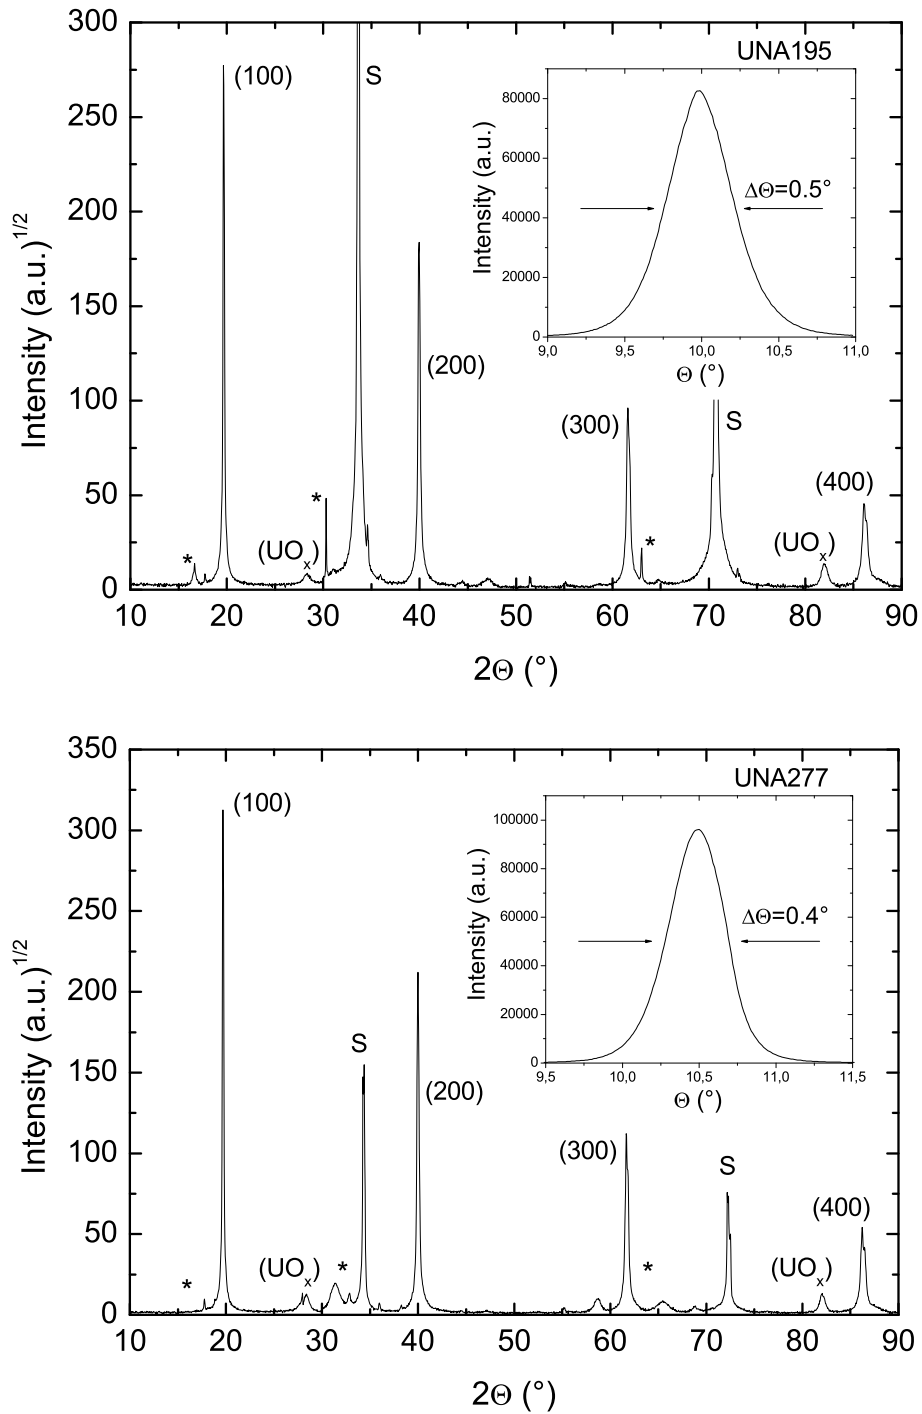 UNA195
300
250
200
150
100
50
0
Intensity (a.u.)^1/2
(100)
S
(200)
(300)
S
(400)
*
(UOx)
*
*
(UOx)
10 20 30 40 50 60 70 80 90
2Θ (°)
80000
60000
40000
20000
0
Intensity (a.u.)
ΔΘ=0.5°
9,0 9,5 10,0 10,5 11,0
Θ (°)
UNA277
350
300
250
200
150
100
50
0
Intensity (a.u.)^1/2
(100)
S
(200)
(300)
S
(400)
*
(UOx)
*
*
(UOx)
10 20 30 40 50 60 70 80 90
2Θ (°)
100000
80000
60000
40000
20000
0
Intensity (a.u.)
ΔΘ=0.4°
9,5 10,0 10,5 11,0 11,5
Θ (°)